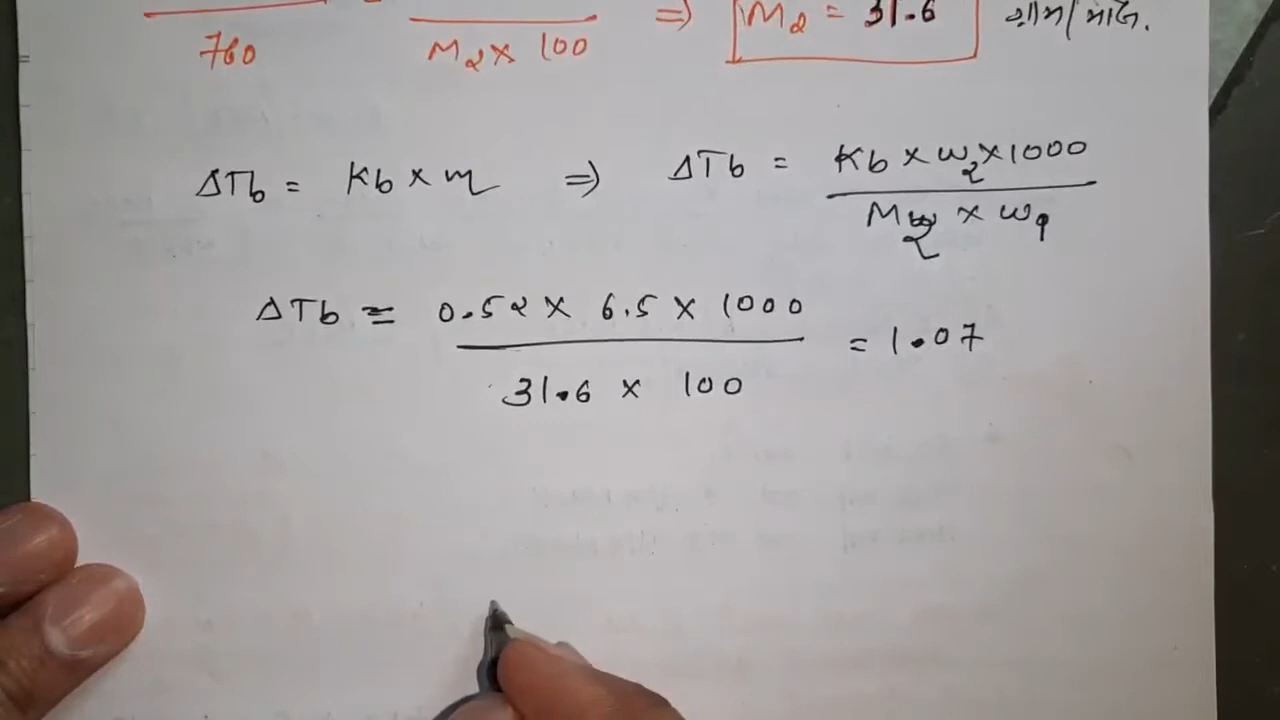 760 M2 × 100 ⇒ M2 = 31.6 গ্রাম/মোল.
ΔTb = Kb × m ⇒ ΔTb = Kb × w2 × 1000 / M2 × w1
ΔTb = 0.52 × 6.5 × 1000 / 31.6 × 100 = 1.07